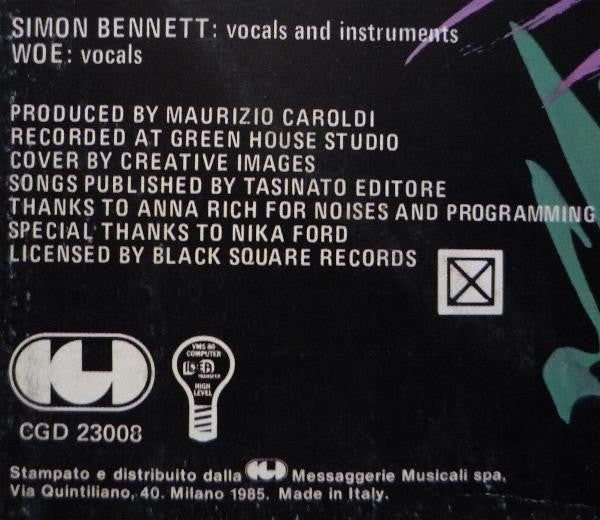 SIMON BENNETT: vocals and instruments
WOE: vocals
PRODUCED BY MAURIZIO CAROLDI
RECORDED AT GREEN HOUSE STUDIO
COVER BY CREATIVE IMAGES
SONGS PUBLISHED BY TASINATO EDITORE
THANKS TO ANNA RICH FOR NOISES AND PROGRAMMING
SPECIAL THANKS TO NIKA FORD
LICENSED BY BLACK SQUARE RECORDS
VMS 80
COMPUTER
IDEA
TRANSFER
HIGH
LEVEL
CGD 23008
Stampato e distribuito dalla CGD Messaggerie Musicali spa,
Via Quintiliano, 40. Milano 1985. Made in Italy.